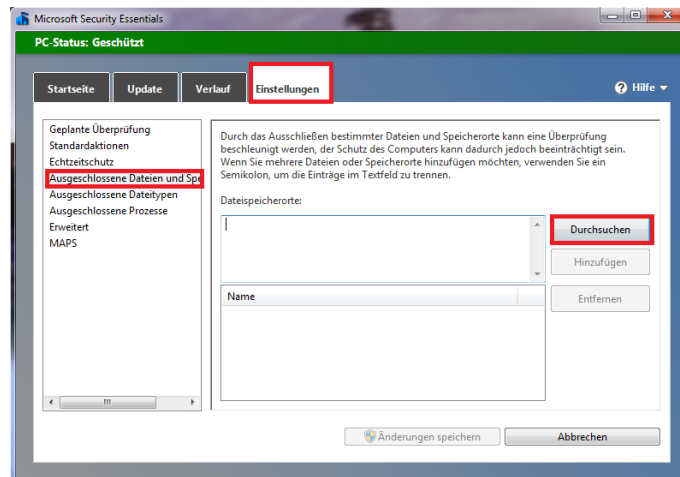 Microsoft Security Essentials
PC-Status: Geschützt
Startseite
Update
Verlauf
Einstellungen
Hilfe
Geplante Überprüfung
Standardaktionen
Echtzeitschutz
Ausgeschlossene Dateien und Spe
Ausgeschlossene Dateitypen
Ausgeschlossene Prozesse
Erweitert
MAPS
Durch das Ausschließen bestimmter Dateien und Speicherorte kann eine Überprüfung
beschleunigt werden, der Schutz des Computers kann dadurch jedoch beeinträchtigt sein.
Wenn Sie mehrere Dateien oder Speicherorte hinzufügen möchten, verwenden Sie ein
Semikolon, um die Einträge im Textfeld zu trennen.
Dateispeicherorte:
Durchsuchen
Hinzufügen
Name
Entfernen
Änderungen speichern
Abbrechen